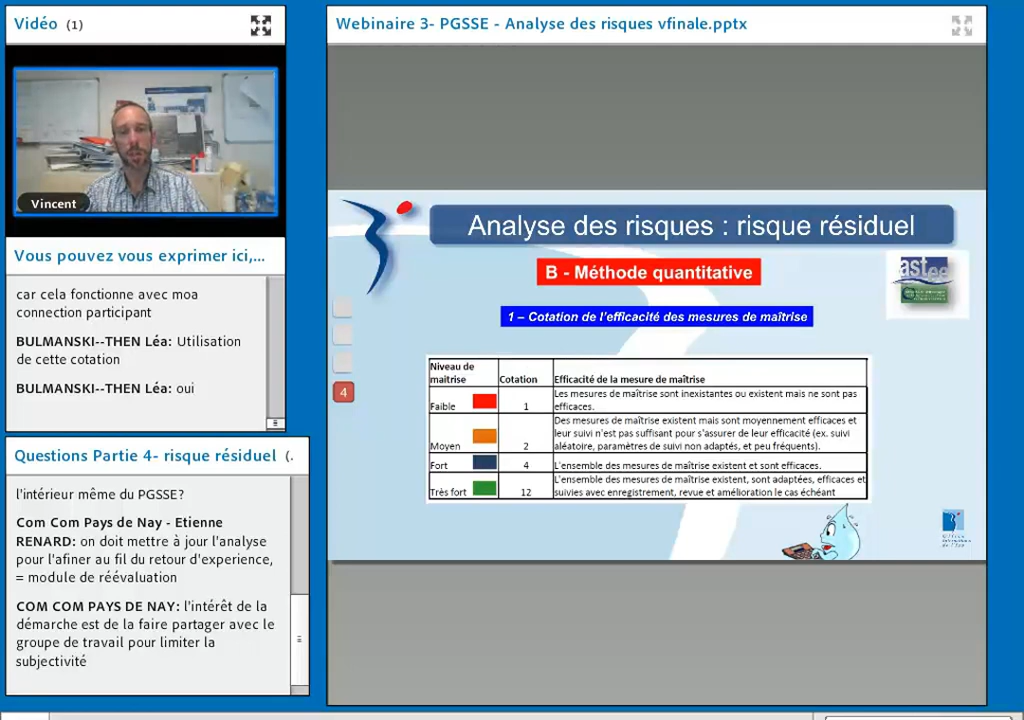 Vidéo (1)
Vincent
Vous pouvez vous exprimer ici,...
car cela fonctionne avec moa
connection participant
BULMANSKI--THEN Léa: Utilisation
de cette cotation
BULMANSKI--THEN Léa: oui
Questions Partie 4- risque résiduel (.
l'intérieur même du PGSSE?
Com Com Pays de Nay - Etienne
RENARD: on doit mettre à jour l'analyse
pour l'afiner au fil du retour d'experience,
= module de réévaluation
COM COM PAYS DE NAY: l'intérêt de la
démarche est de la faire partager avec le
groupe de travail pour limiter la
subjectivité
Webinaire 3- PGSSE - Analyse des risques vfinale.pptx
Analyse des risques : risque résiduel
B - Méthode quantitative
astee
1 – Cotation de l'efficacité des mesures de maîtrise
4
Niveau de
maitrise
Cotation
Efficacité de la mesure de maîtrise
Faible
1
Les mesures de maîtrise sont inexistantes ou existent mais ne sont pas
efficaces.
Moyen
2
Des mesures de maîtrise existent mais sont moyennement efficaces et
leur suivi n'est pas suffisant pour s'assurer de leur efficacité (ex. suivi
aléatoire, paramètres de suivi non adaptés, et peu fréquents).
Fort
4
L'ensemble des mesures de maîtrise existent et sont efficaces.
Très fort
12
L'ensemble des mesures de maîtrise existent, sont adaptées, efficaces et
suivies avec enregistrement, revue et amélioration le cas échéant